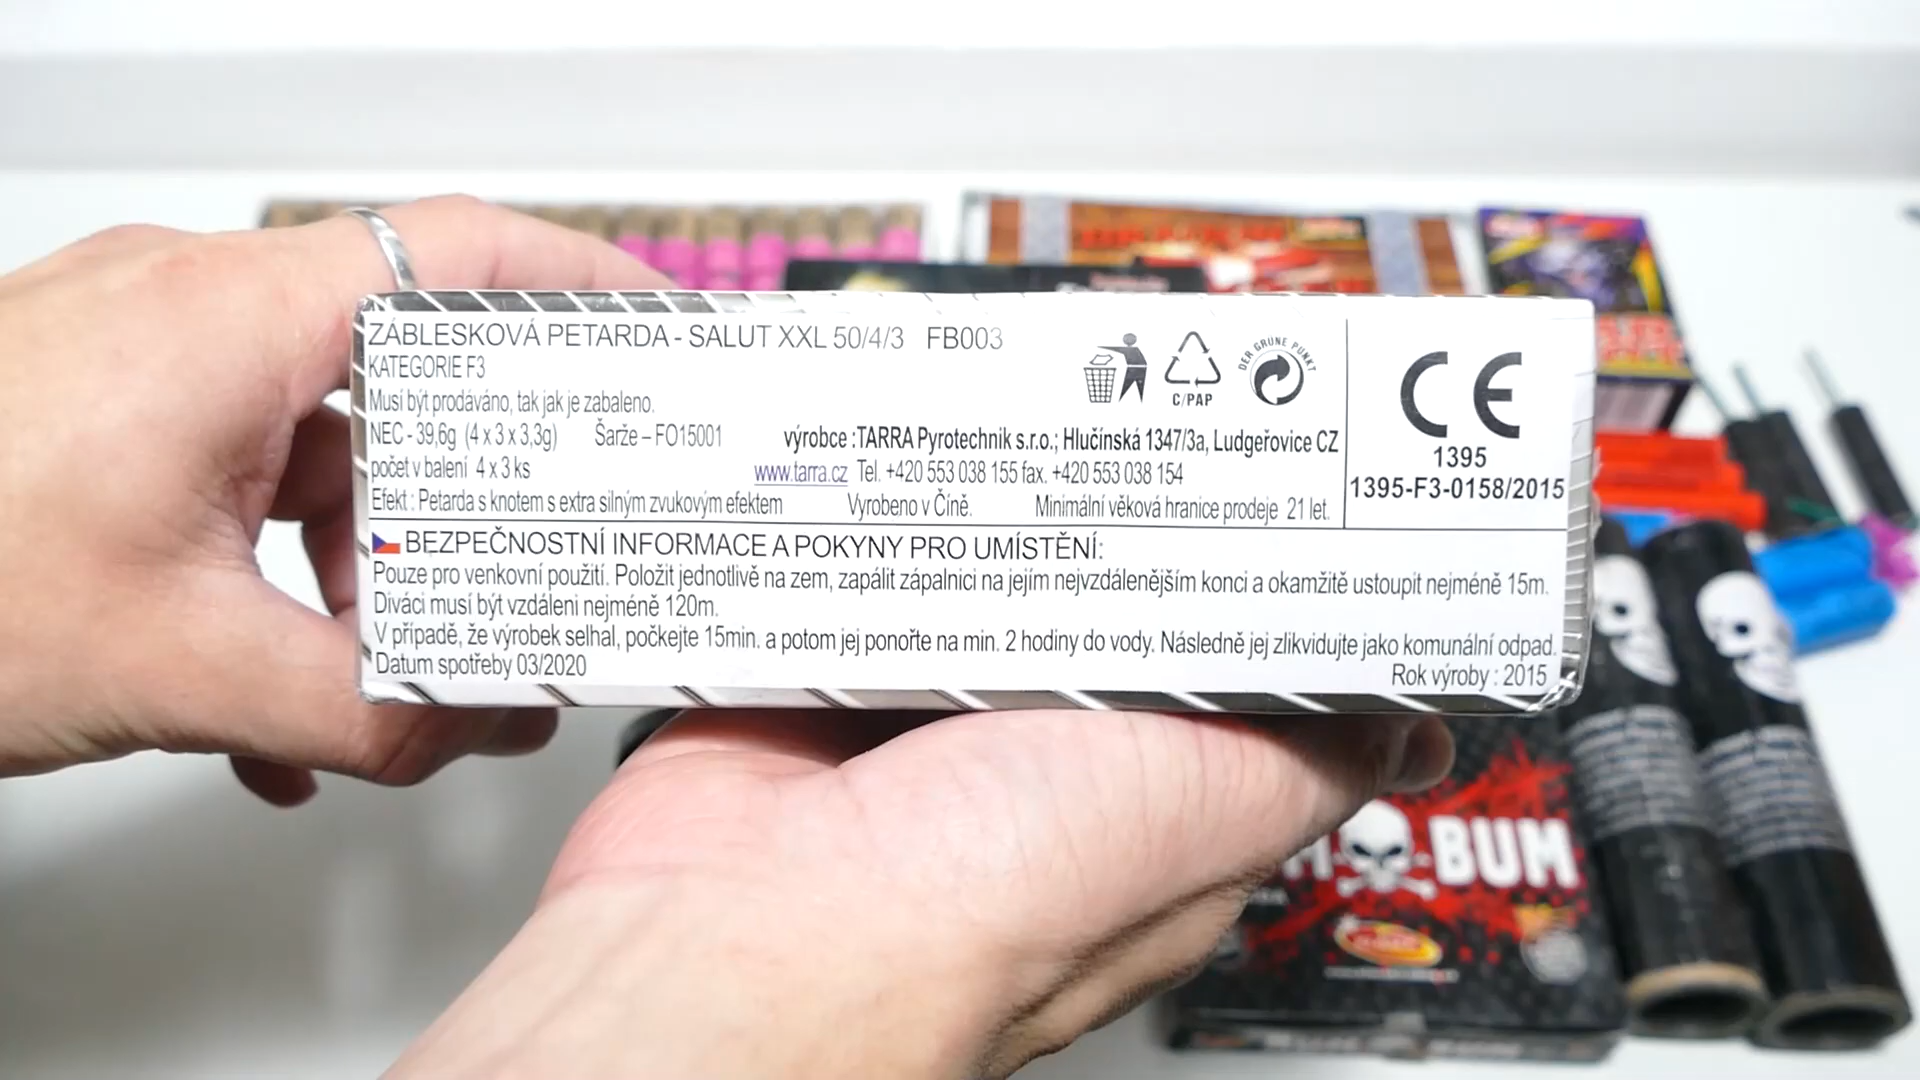 ZÁBLESKOVÁ PETARDA - SALUT XXL 50/4/3 FB003
KATEGORIE F3
Musí být prodáváno, tak jak je zabaleno.
NEC - 39,6g (4 x 3 x 3,3g) Šarže – FO15001
výrobce :TARRA Pyrotechnik s.r.o.; Hlučínská 1347/3a, Ludgeřovice CZ
počet v balení 4 x 3 ks
www.tarra.cz Tel. +420 553 038 155 fax. +420 553 038 154
Efekt : Petarda s knotem s extra silným zvukovým efektem Vyrobeno v Číně. Minimální věková hranice prodeje 21 let.
C/PAP
DER GRÜNE PUNKT
CE
1395
1395-F3-0158/2015
BEZPEČNOSTNÍ INFORMACE A POKYNY PRO UMÍSTĚNÍ:
Pouze pro venkovní použití. Položit jednotlivě na zem, zapálit zápalnici na jejím nejvzdálenějším konci a okamžitě ustoupit nejméně 15m.
Diváci musí být vzdáleni nejméně 120m.
V případě, že výrobek selhal, počkejte 15min. a potom jej ponořte na min. 2 hodiny do vody. Následně jej zlikvidujte jako komunální odpad.
Datum spotřeby 03/2020 Rok výroby : 2015
BUM